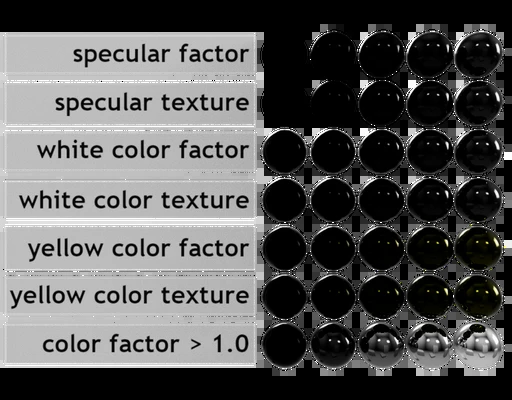 specular factor
specular texture
white color factor
white color texture
yellow color factor
yellow color texture
color factor > 1.0